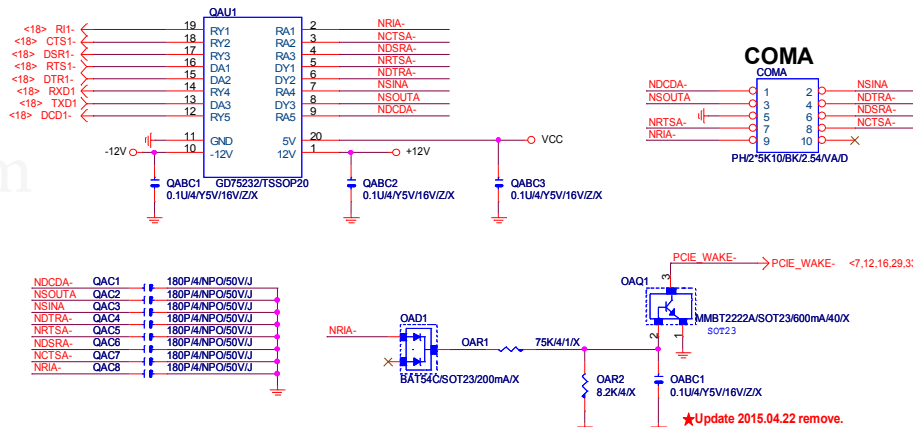 QAU1
<18> RI1- 19 RY1 RA1 2 NRIA-
<18> CTS1- 18 RY2 RA2 3 NCTSA-
<18> DSR1- 17 RY3 RA3 4 NDSRA-
<18> RTS1- 16 DA1 DY1 5 NRTSA-
<18> DTR1- 15 DA2 DY2 6 NDTRA-
<18> RXD1 14 RY4 RA4 7 NSINA
<18> TXD1 13 DA3 DY3 8 NSOUTA
<18> DCD1- 12 RY5 RA5 9 NDCDA-
11 GND 5V 20 VCC
-12V 10 -12V 12V 1 +12V
GD75232/TSSOP20
QABC1
0.1U/4/Y5V/16V/Z/X
QABC2
0.1U/4/Y5V/16V/Z/X
QABC3
0.1U/4/Y5V/16V/Z/X
COMA
COMA
NDCDA- 1 2 NSINA
NSOUTA 3 4 NDTRA-
5 6 NDSRA-
NRTSA- 7 8 NCTSA-
NRIA- 9 10
PH/2*5K10/BK/2.54/VA/D
NDCDA- QAC1 180P/4/NPO/50V/J
NSOUTA QAC2 180P/4/NPO/50V/J
NSINA QAC3 180P/4/NPO/50V/J
NDTRA- QAC4 180P/4/NPO/50V/J
NRTSA- QAC5 180P/4/NPO/50V/J
NDSRA- QAC6 180P/4/NPO/50V/J
NCTSA- QAC7 180P/4/NPO/50V/J
NRIA- QAC8 180P/4/NPO/50V/J
NRIA-
OAD1
BAT54C/SOT23/200mA/X
OAR1 75K/4/1/X
OAR2
8.2K/4/X
OABC1
0.1U/4/Y5V/16V/Z/X
PCIE_WAKE- PCIE_WAKE- <7,12,16,29,33
OAQ1
3
MMBT2222A/SOT23/600mA/40/X
SOT23
2 1
★Update 2015.04.22 remove.